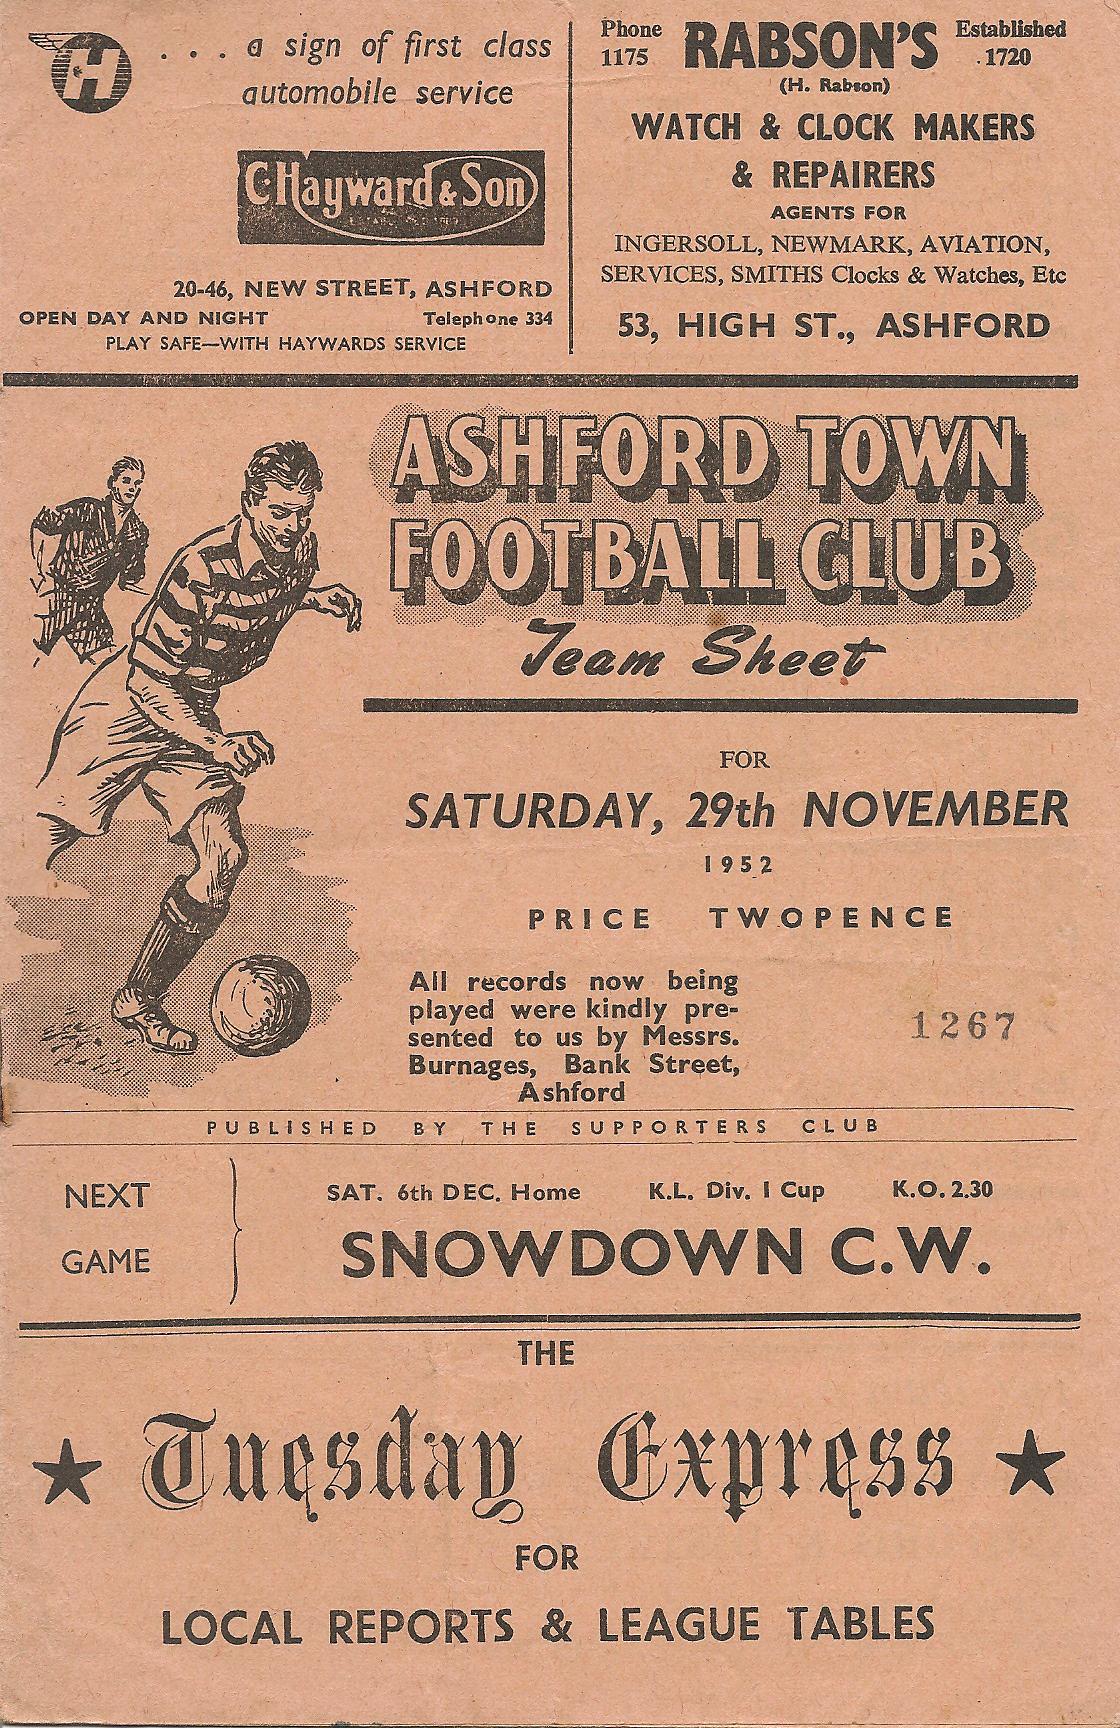 H
. . . a sign of first class
automobile service
C. Hayward & Son
20-46, NEW STREET, ASHFORD
OPEN DAY AND NIGHT Telephone 334
PLAY SAFE—WITH HAYWARDS SERVICE
Phone 1175
RABSON'S
Established 1720
(H. Rabson)
WATCH & CLOCK MAKERS
& REPAIRERS
AGENTS FOR
INGERSOLL, NEWMARK, AVIATION,
SERVICES, SMITHS Clocks & Watches, Etc
53, HIGH ST., ASHFORD
ASHFORD TOWN
FOOTBALL CLUB
Team Sheet
FOR
SATURDAY, 29th NOVEMBER
1952
PRICE TWOPENCE
All records now being
played were kindly pre-
sented to us by Messrs.
Burnages, Bank Street,
Ashford
1267
PUBLISHED BY THE SUPPORTERS CLUB
NEXT
GAME
SAT. 6th DEC. Home K.L. Div. 1 Cup K.O. 2.30
SNOWDOWN C.W.
THE
Tuesday Express
FOR
LOCAL REPORTS & LEAGUE TABLES